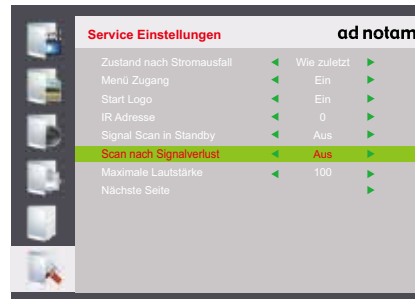 Service Einstellungen ad notam
Zustand nach Stromausfall Wie zuletzt
Menü Zugang Ein
Start Logo Ein
IR Adresse 0
Signal Scan in Standby Aus
Scan nach Signalverlust Aus
Maximale Lautstärke 100
Nächste Seite